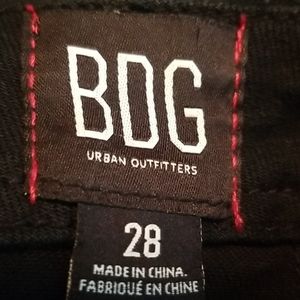 BDG
URBAN OUTFITTERS
28
MADE IN CHINA.
FABRIQUÉ EN CHINE